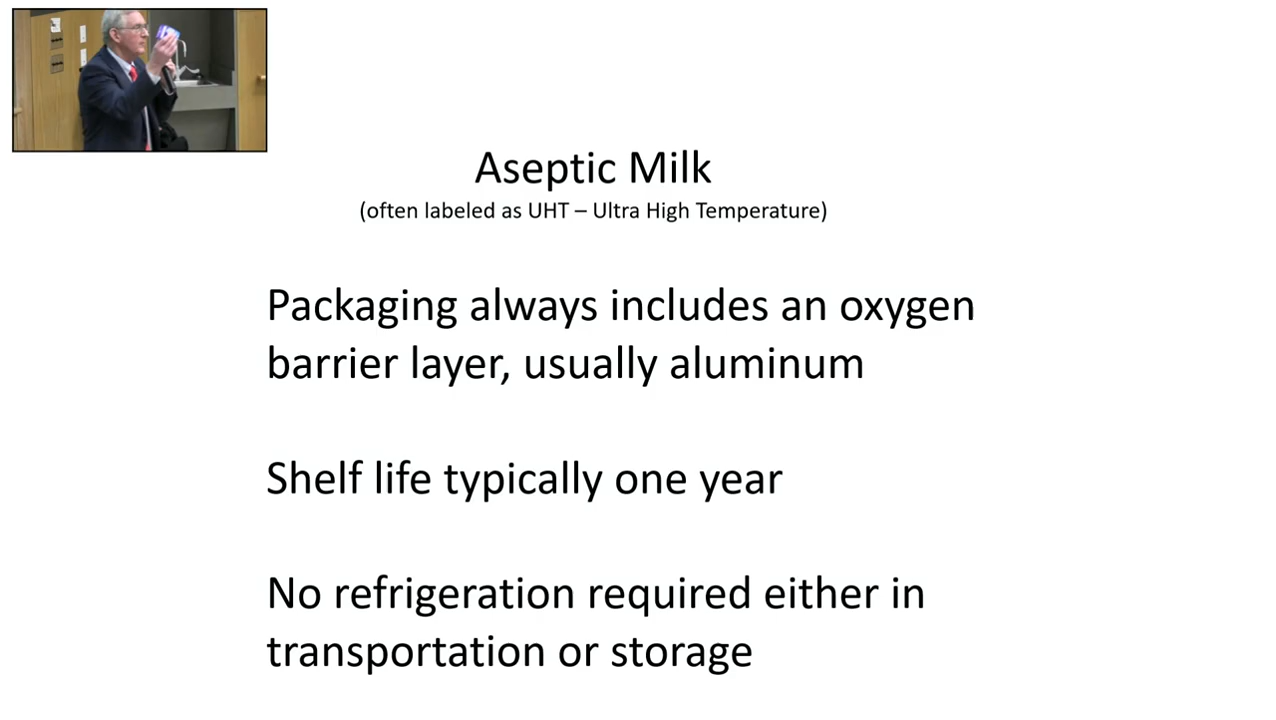 Aseptic Milk
(often labeled as UHT – Ultra High Temperature)
Packaging always includes an oxygen
barrier layer, usually aluminum
Shelf life typically one year
No refrigeration required either in
transportation or storage